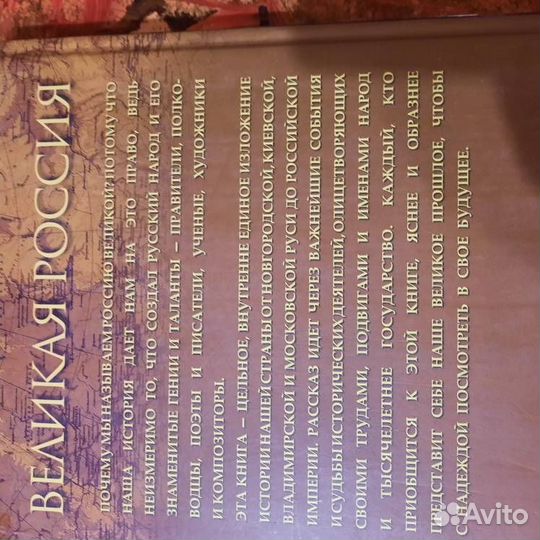 ВЕЛИКАЯ РОССИЯ
ПОЧЕМУ МЫ НАЗЫВАЕМ РОССИЮ ВЕЛИКОЙ? ПОТОМУ ЧТО
НАША ИСТОРИЯ ДАЕТ НАМ НА ЭТО ПРАВО, ВЕДЬ
НЕИЗМЕРИМО ТО, ЧТО СОЗДАЛ РУССКИЙ НАРОД И ЕГО
ЗНАМЕНИТЫЕ ГЕНИИ И ТАЛАНТЫ – ПРАВИТЕЛИ, ПОЛКО-
ВОДЦЫ, ПОЭТЫ И ПИСАТЕЛИ, УЧЕНЫЕ, ХУДОЖНИКИ
И КОМПОЗИТОРЫ.
ЭТА КНИГА – ЦЕЛЬНОЕ, ВНУТРЕННЕ ЕДИНОЕ ИЗЛОЖЕНИЕ
ИСТОРИИ НАШЕЙ СТРАНЫ ОТ НОВГОРОДСКОЙ, КИЕВСКОЙ,
ВЛАДИМИРСКОЙ И МОСКОВСКОЙ РУСИ ДО РОССИЙСКОЙ
ИМПЕРИИ. РАССКАЗ ИДЕТ ЧЕРЕЗ ВАЖНЕЙШИЕ СОБЫТИЯ
И СУДЬБЫ ИСТОРИЧЕСКИХ ДЕЯТЕЛЕЙ, ОЛИЦЕТВОРЯЮЩИХ
СВОИМИ ТРУДАМИ, ПОДВИГАМИ И ИМЕНАМИ НАРОД
И ТЫСЯЧЕЛЕТНЕЕ ГОСУДАРСТВО. КАЖДЫЙ, КТО
ПРИОБЩИТСЯ К ЭТОЙ КНИГЕ, ЯСНЕЕ И ОБРАЗНЕЕ
ПРЕДСТАВИТ СЕБЕ НАШЕ ВЕЛИКОЕ ПРОШЛОЕ, ЧТОБЫ
С НАДЕЖДОЙ ПОСМОТРЕТЬ В СВОЕ БУДУЩЕЕ.
Avito